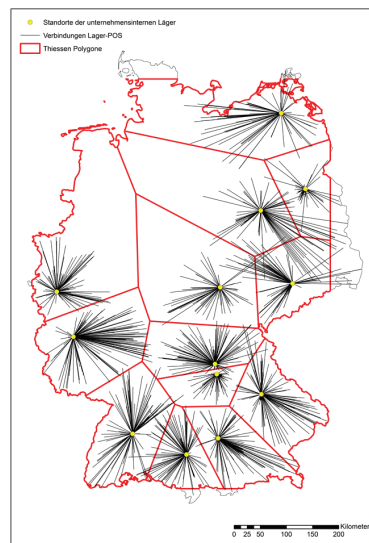 Standorte der unternehmensinternen Läger
Verbindungen Lager-POS
Thiessen Polygone
Kilometer
0 25 50 100 150 200